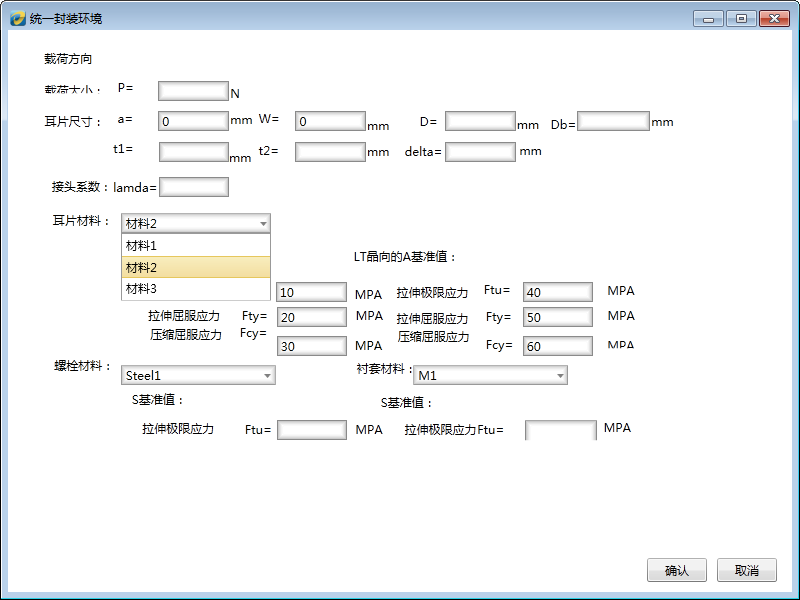 统一封装环境
载荷方向
载荷大小： P= N
耳片尺寸： a= 0 mm W= 0 mm D= mm Db= mm
t1= mm t2= mm delta= mm
接头系数：lamda=
耳片材料： 材料2
材料1
材料2
材料3
LT晶向的A基准值：
10 MPA 拉伸极限应力 Ftu= 40 MPA
拉伸屈服应力 Fty= 20 MPA 拉伸屈服应力 Fty= 50 MPA
压缩屈服应力 Fcy= 30 MPA 压缩屈服应力 Fcy= 60 MPA
螺栓材料： Steel1 衬套材料： M1
S基准值： S基准值：
拉伸极限应力 Ftu= MPA 拉伸极限应力Ftu= MPA
确认 取消